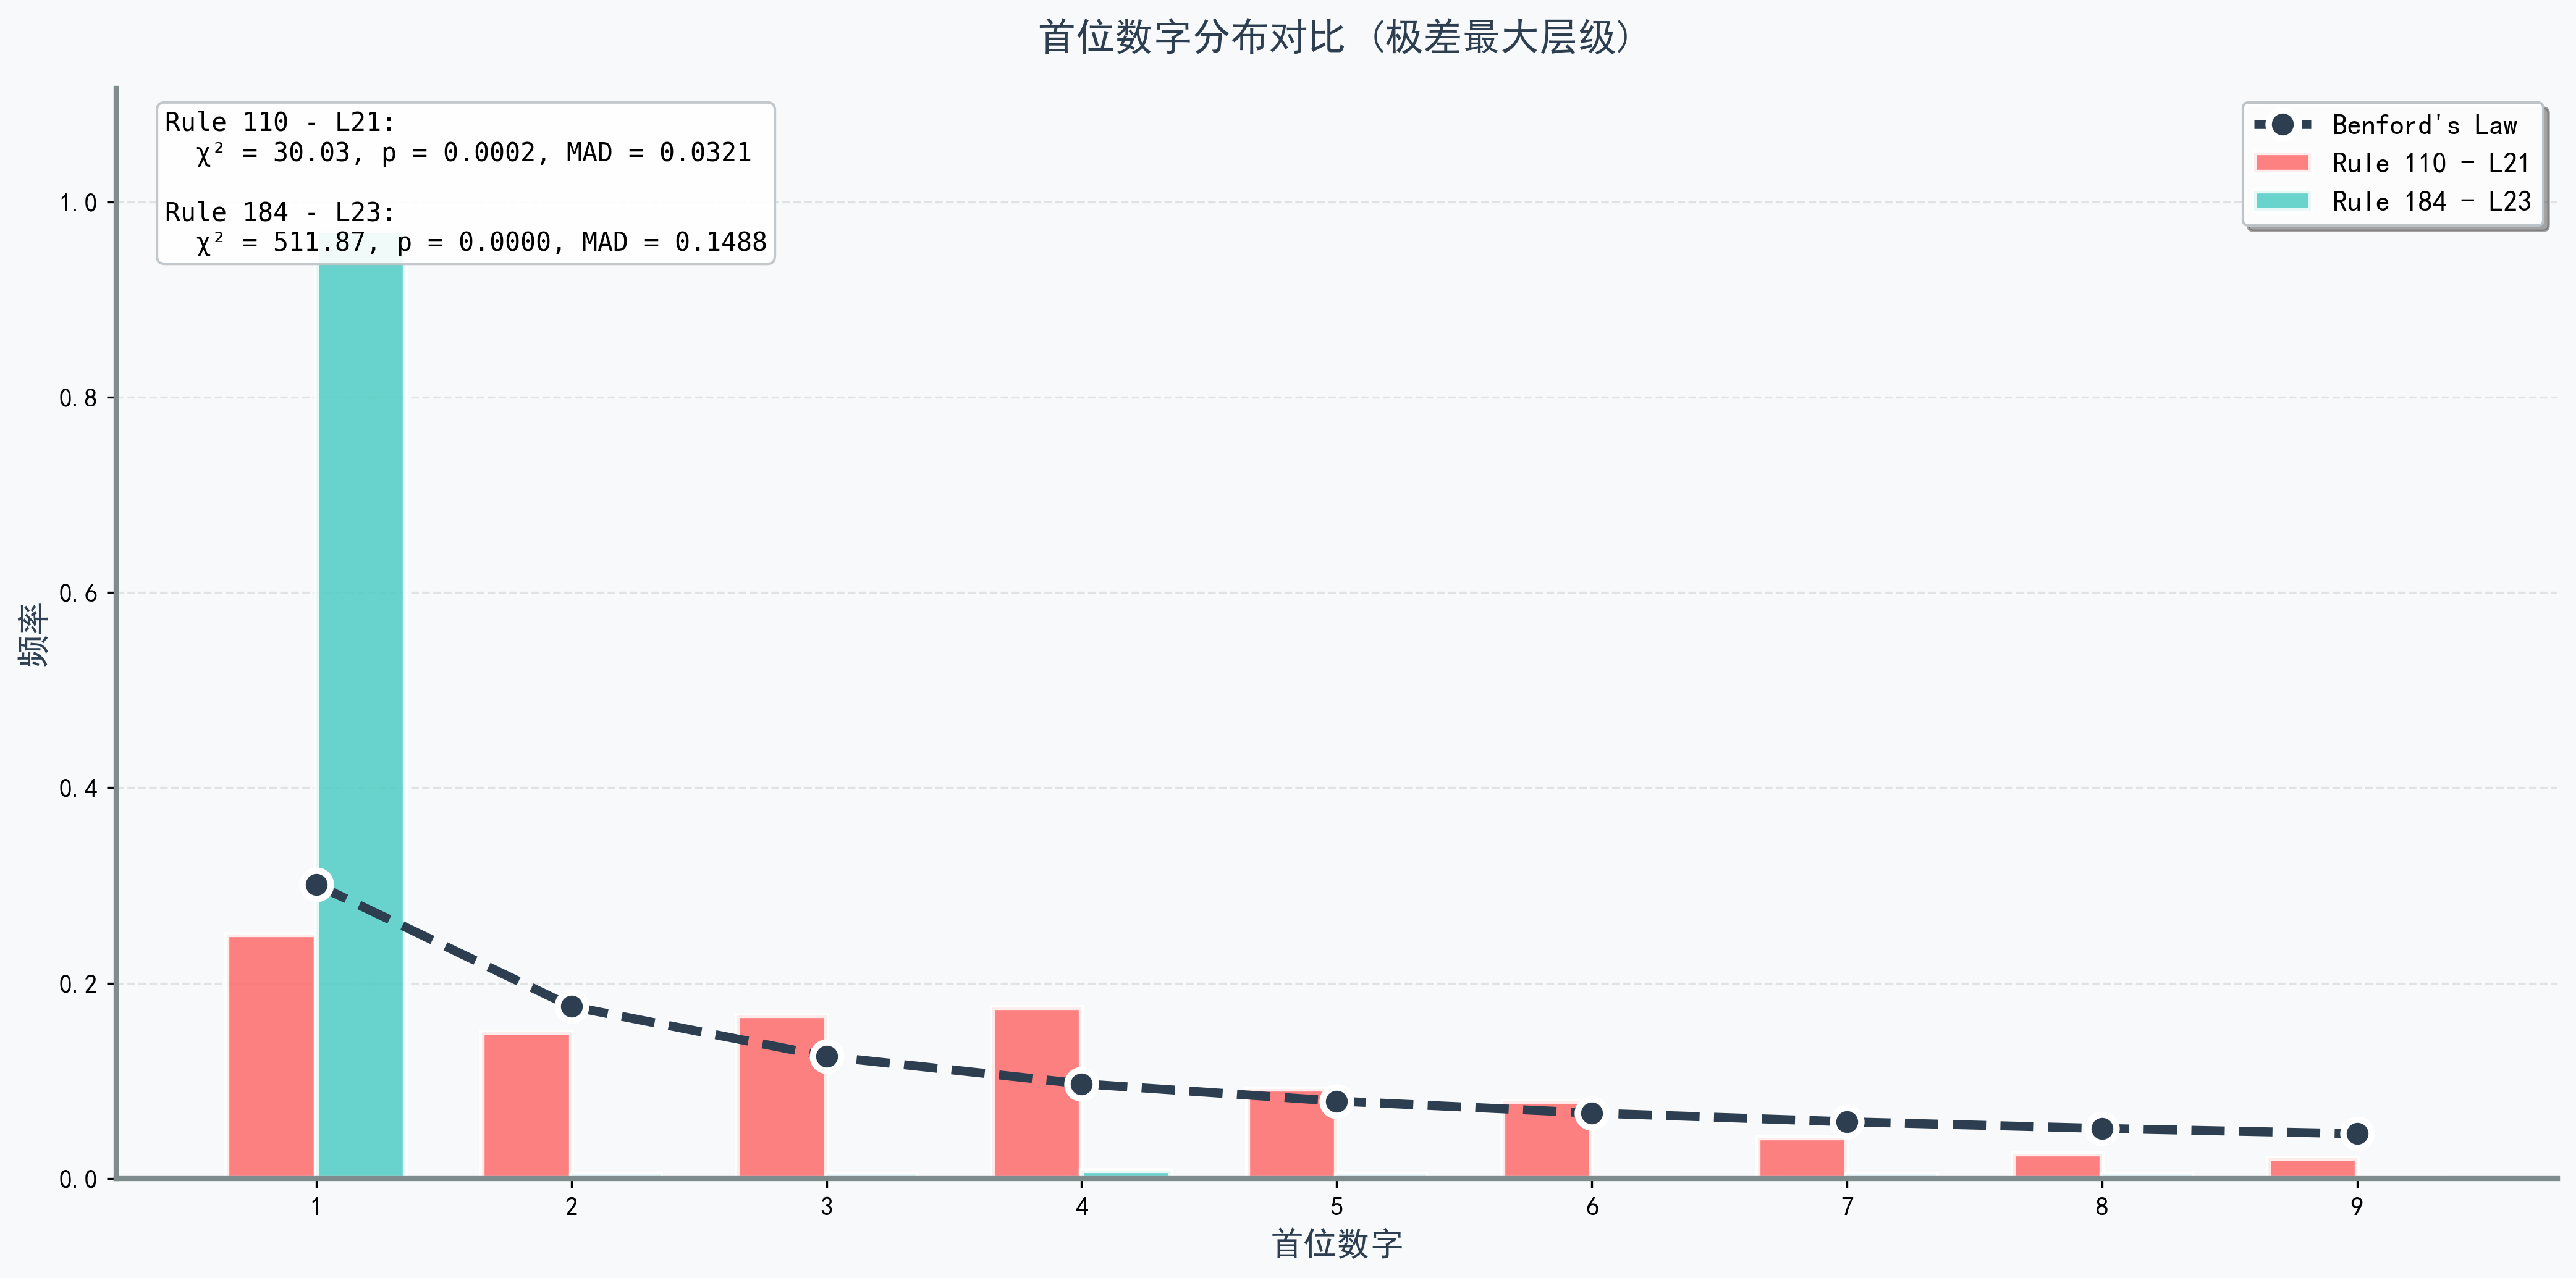 首位数字分布对比 (极差最大层级)
Rule 110 - L21:
χ² = 30.03, p = 0.0002, MAD = 0.0321
Rule 184 - L23:
χ² = 511.87, p = 0.0000, MAD = 0.1488
Benford's Law
Rule 110 - L21
Rule 184 - L23
1.0
0.8
0.6
0.4
0.2
0.0
频率
1 2 3 4 5 6 7 8 9
首位数字